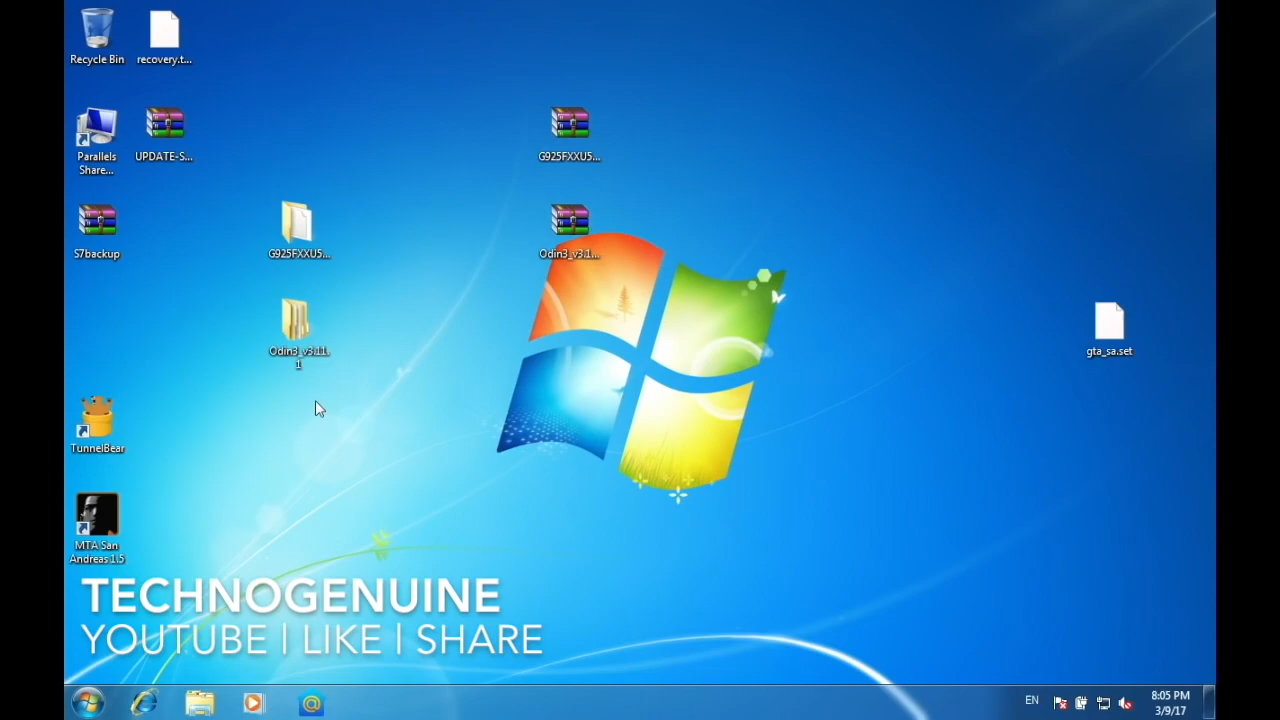 Recycle Bin
recovery.t...
Parallels
Share...
UPDATE-S...
G925FXXU5...
S7backup
G925FXXU5...
Odin3_v3.1...
Odin3_v3.11.
1
gta_sa.set
TunnelBear
MTA San
Andreas 1.5
TECHNOGENUINE
YOUTUBE | LIKE | SHARE
EN
8:05 PM
3/9/17